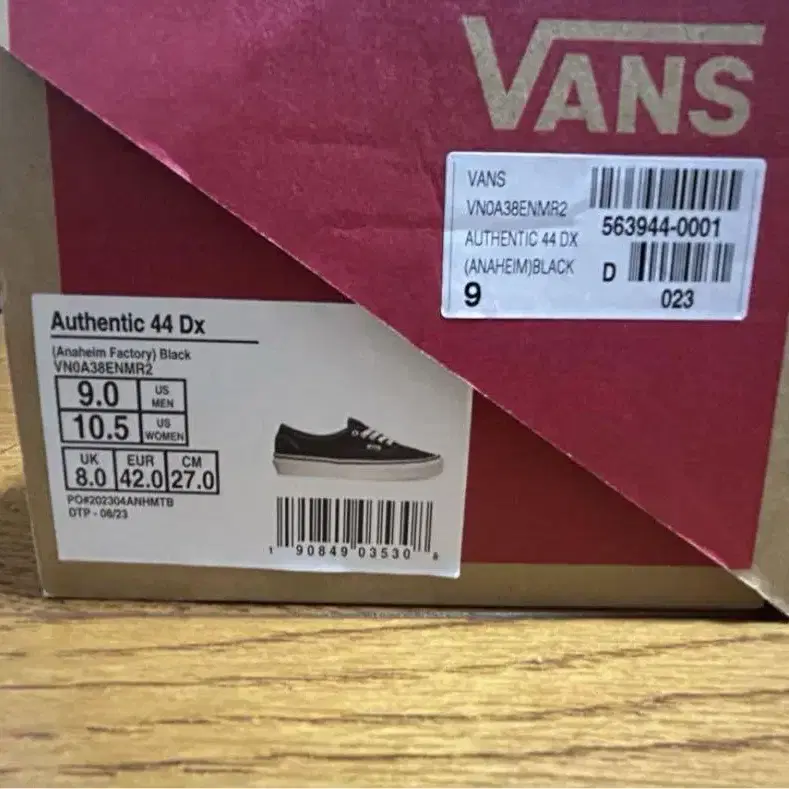 VANS
VANS
VN0A38ENMR2
563944-0001
AUTHENTIC 44 DX
(ANAHEIM)BLACK
D
9
023
Authentic 44 Dx
(Anaheim Factory) Black
VN0A38ENMR2
9.0 US MEN
10.5 US WOMEN
UK EUR CM
8.0 42.0 27.0
PO#202304ANHMTB
DTP - 08/23
1 90849 03530 8